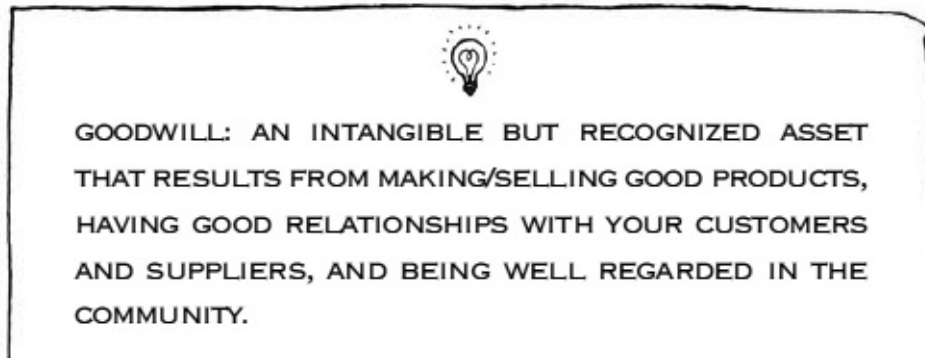 GOODWILL: AN INTANGIBLE BUT RECOGNIZED ASSET
THAT RESULTS FROM MAKING/SELLING GOOD PRODUCTS,
HAVING GOOD RELATIONSHIPS WITH YOUR CUSTOMERS
AND SUPPLIERS, AND BEING WELL REGARDED IN THE
COMMUNITY.